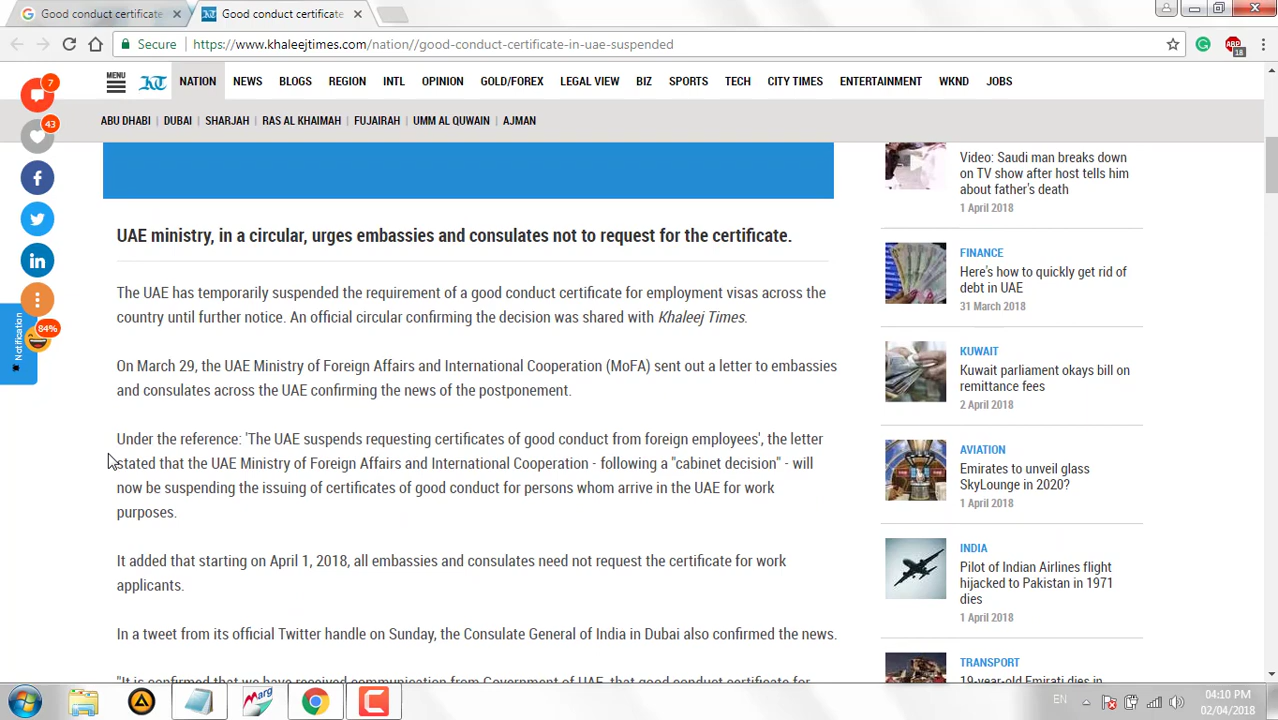 Good conduct certificate
Good conduct certificate
Secure https://www.khaleejtimes.com/nation//good-conduct-certificate-in-uae-suspended
ABP
18
MENU
KT
NATION NEWS BLOGS REGION INTL OPINION GOLD/FOREX LEGAL VIEW BIZ SPORTS TECH CITY TIMES ENTERTAINMENT WKND JOBS
ABU DHABI DUBAI SHARJAH RAS AL KHAIMAH FUJAIRAH UMM AL QUWAIN AJMAN
7
43
84%
Notification
UAE ministry, in a circular, urges embassies and consulates not to request for the certificate.
The UAE has temporarily suspended the requirement of a good conduct certificate for employment visas across the
country until further notice. An official circular confirming the decision was shared with Khaleej Times.
On March 29, the UAE Ministry of Foreign Affairs and International Cooperation (MoFA) sent out a letter to embassies
and consulates across the UAE confirming the news of the postponement.
Under the reference: 'The UAE suspends requesting certificates of good conduct from foreign employees', the letter
stated that the UAE Ministry of Foreign Affairs and International Cooperation - following a "cabinet decision" - will
now be suspending the issuing of certificates of good conduct for persons whom arrive in the UAE for work
purposes.
It added that starting on April 1, 2018, all embassies and consulates need not request the certificate for work
applicants.
In a tweet from its official Twitter handle on Sunday, the Consulate General of India in Dubai also confirmed the news.
"It is confirmed that we have received communication from Government of UAE, that good conduct certificate for
Video: Saudi man breaks down
on TV show after host tells him
about father's death
1 April 2018
FINANCE
Here's how to quickly get rid of
debt in UAE
31 March 2018
KUWAIT
Kuwait parliament okays bill on
remittance fees
2 April 2018
AVIATION
Emirates to unveil glass
SkyLounge in 2020?
1 April 2018
INDIA
Pilot of Indian Airlines flight
hijacked to Pakistan in 1971
dies
1 April 2018
TRANSPORT
19-year-old Emirati dies in
Marg
EN
04:10 PM
02/04/2018